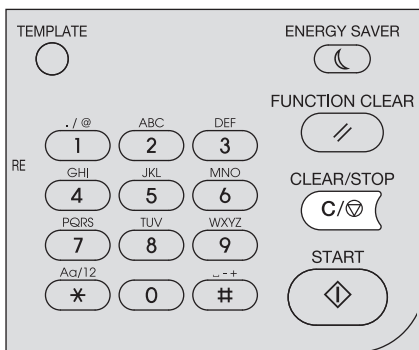 TEMPLATE
ENERGY SAVER
FUNCTION CLEAR
. / @ ABC DEF
1 2 3
RE
GHI JKL MNO
4 5 6
CLEAR/STOP
C/
PQRS TUV WXYZ
7 8 9
START
Aa/12 ⎵ - +
* 0 #